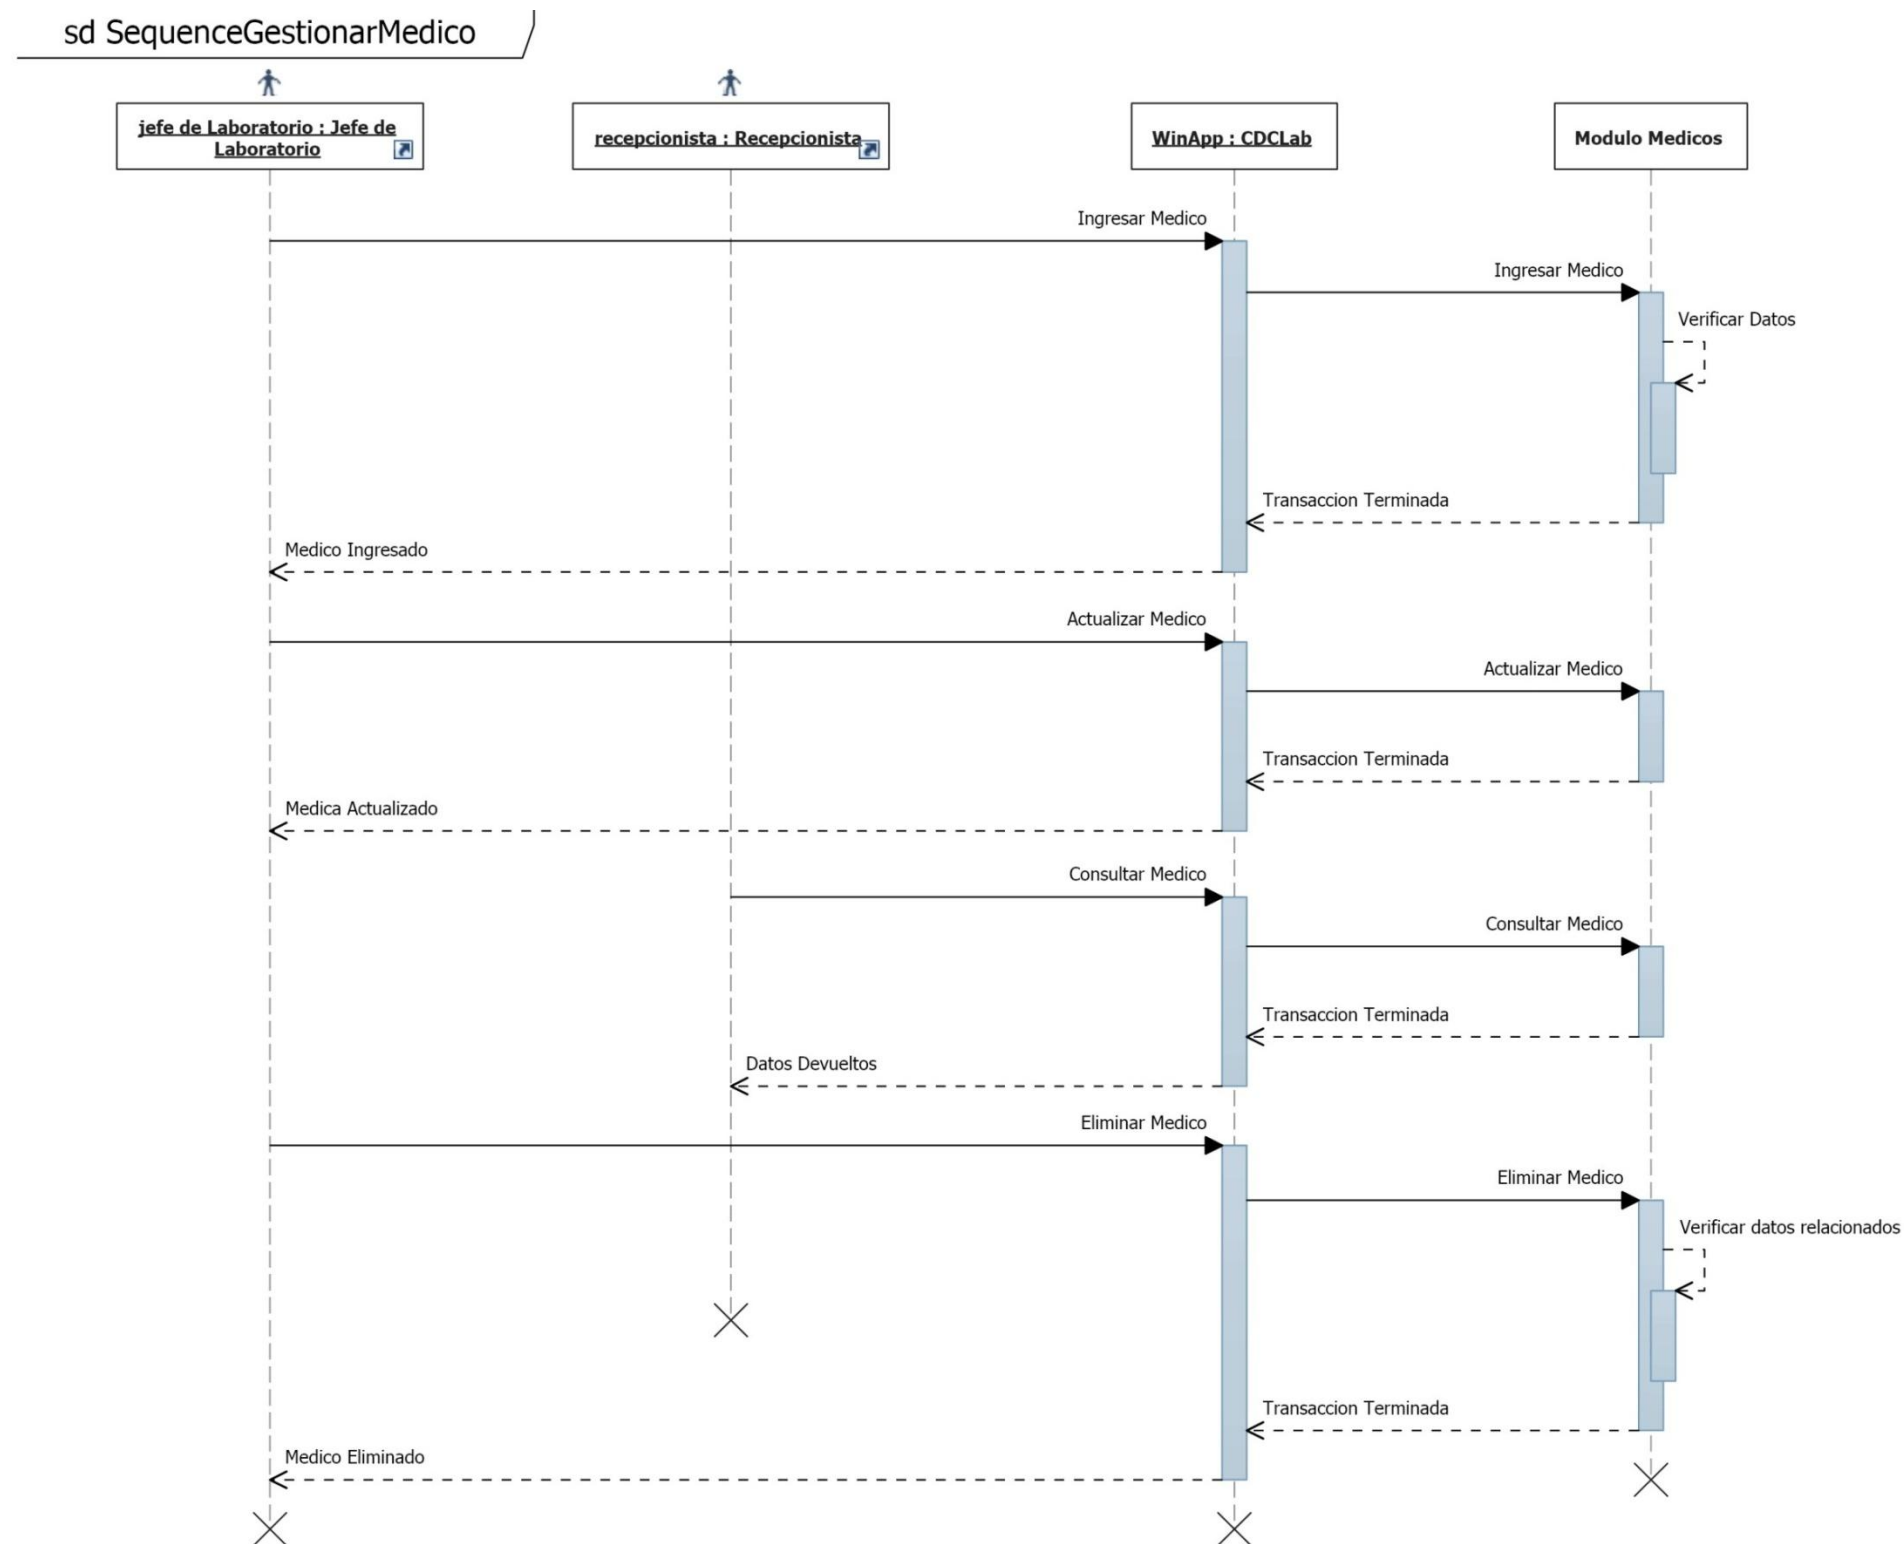 sd SequenceGestionarMedico
jefe de Laboratorio : Jefe de
Laboratorio
recepcionista : Recepcionista
WinApp : CDCLab
Modulo Medicos
Ingresar Medico
Ingresar Medico
Verificar Datos
Transaccion Terminada
Medico Ingresado
Actualizar Medico
Actualizar Medico
Transaccion Terminada
Medica Actualizado
Consultar Medico
Consultar Medico
Transaccion Terminada
Datos Devueltos
Eliminar Medico
Eliminar Medico
Verificar datos relacionados
Transaccion Terminada
Medico Eliminado